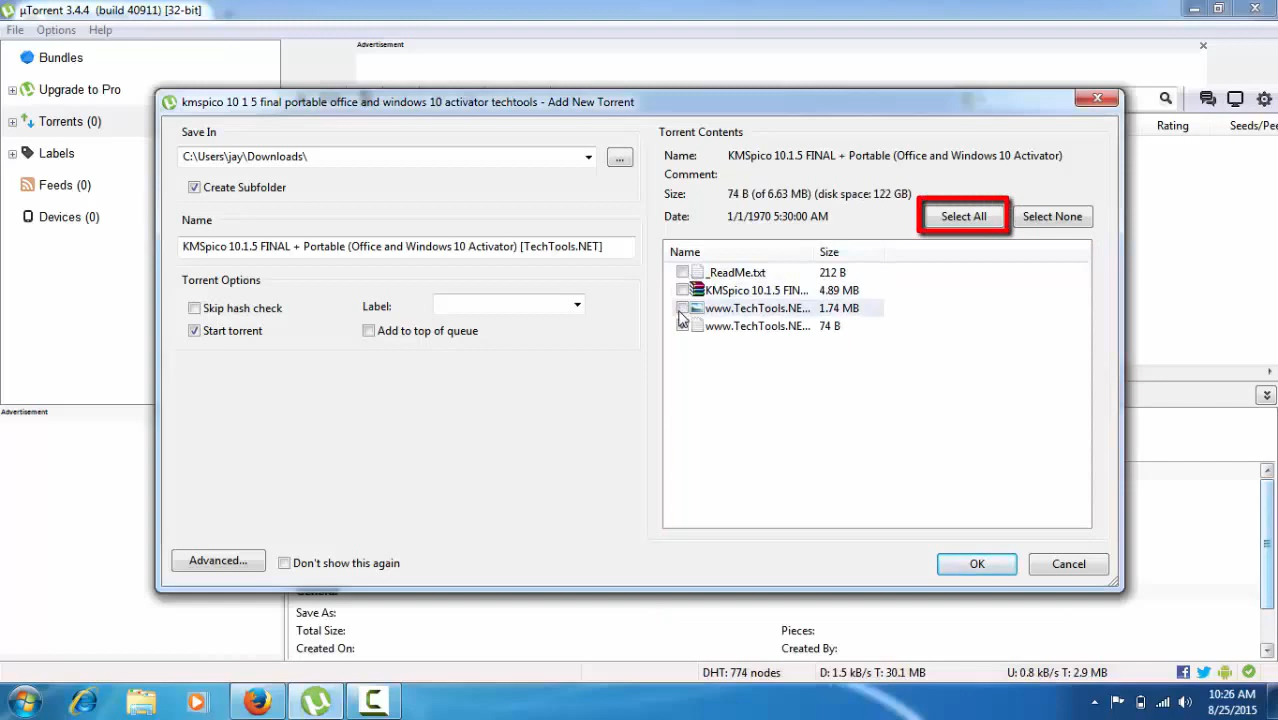 µTorrent 3.4.4 (build 40911) [32-bit]
File Options Help
Advertisement
Bundles
Upgrade to Pro
Torrents (0)
Labels
Feeds (0)
Devices (0)
Rating Seeds/Pee
Advertisement
kmspico 10 1 5 final portable office and windows 10 activator techtools - Add New Torrent
Save In
C:\Users\jay\Downloads\
...
Create Subfolder
Name
KMSpico 10.1.5 FINAL + Portable (Office and Windows 10 Activator) [TechTools.NET]
Torrent Options
Skip hash check
Label:
Start torrent
Add to top of queue
Advanced...
Don't show this again
Torrent Contents
Name: KMSpico 10.1.5 FINAL + Portable (Office and Windows 10 Activator)
Comment:
Size: 74 B (of 6.63 MB) (disk space: 122 GB)
Date: 1/1/1970 5:30:00 AM
Select All
Select None
Name Size
_ReadMe.txt 212 B
KMSpico 10.1.5 FIN... 4.89 MB
www.TechTools.NE... 1.74 MB
www.TechTools.NE... 74 B
OK
Cancel
Save As:
Total Size: Pieces:
Created On: Created By:
DHT: 774 nodes D: 1.5 kB/s T: 30.1 MB U: 0.8 kB/s T: 2.9 MB
10:26 AM
8/25/2015